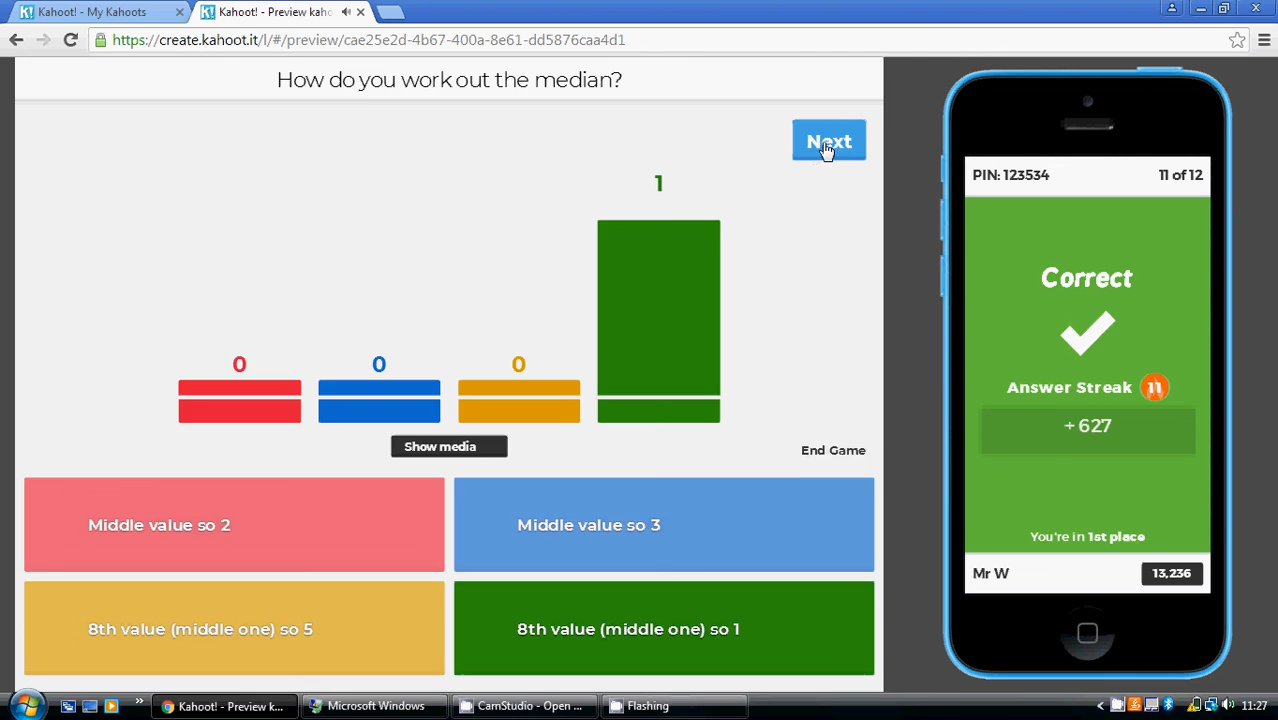 Kahoot! - My Kahoots
Kahoot! - Preview kaho
https://create.kahoot.it/l/#/preview/cae25e2d-4b67-400a-8e61-dd5876caa4d1
How do you work out the median?
Next
1
0
0
0
Show media
End Game
Middle value so 2
Middle value so 3
8th value (middle one) so 5
8th value (middle one) so 1
PIN: 123534
11 of 12
Correct
Answer Streak 11
+ 627
You're in 1st place
Mr W
13,236
Kahoot! - Preview k...
Microsoft Windows
CamStudio - Open ...
Flashing
11:27